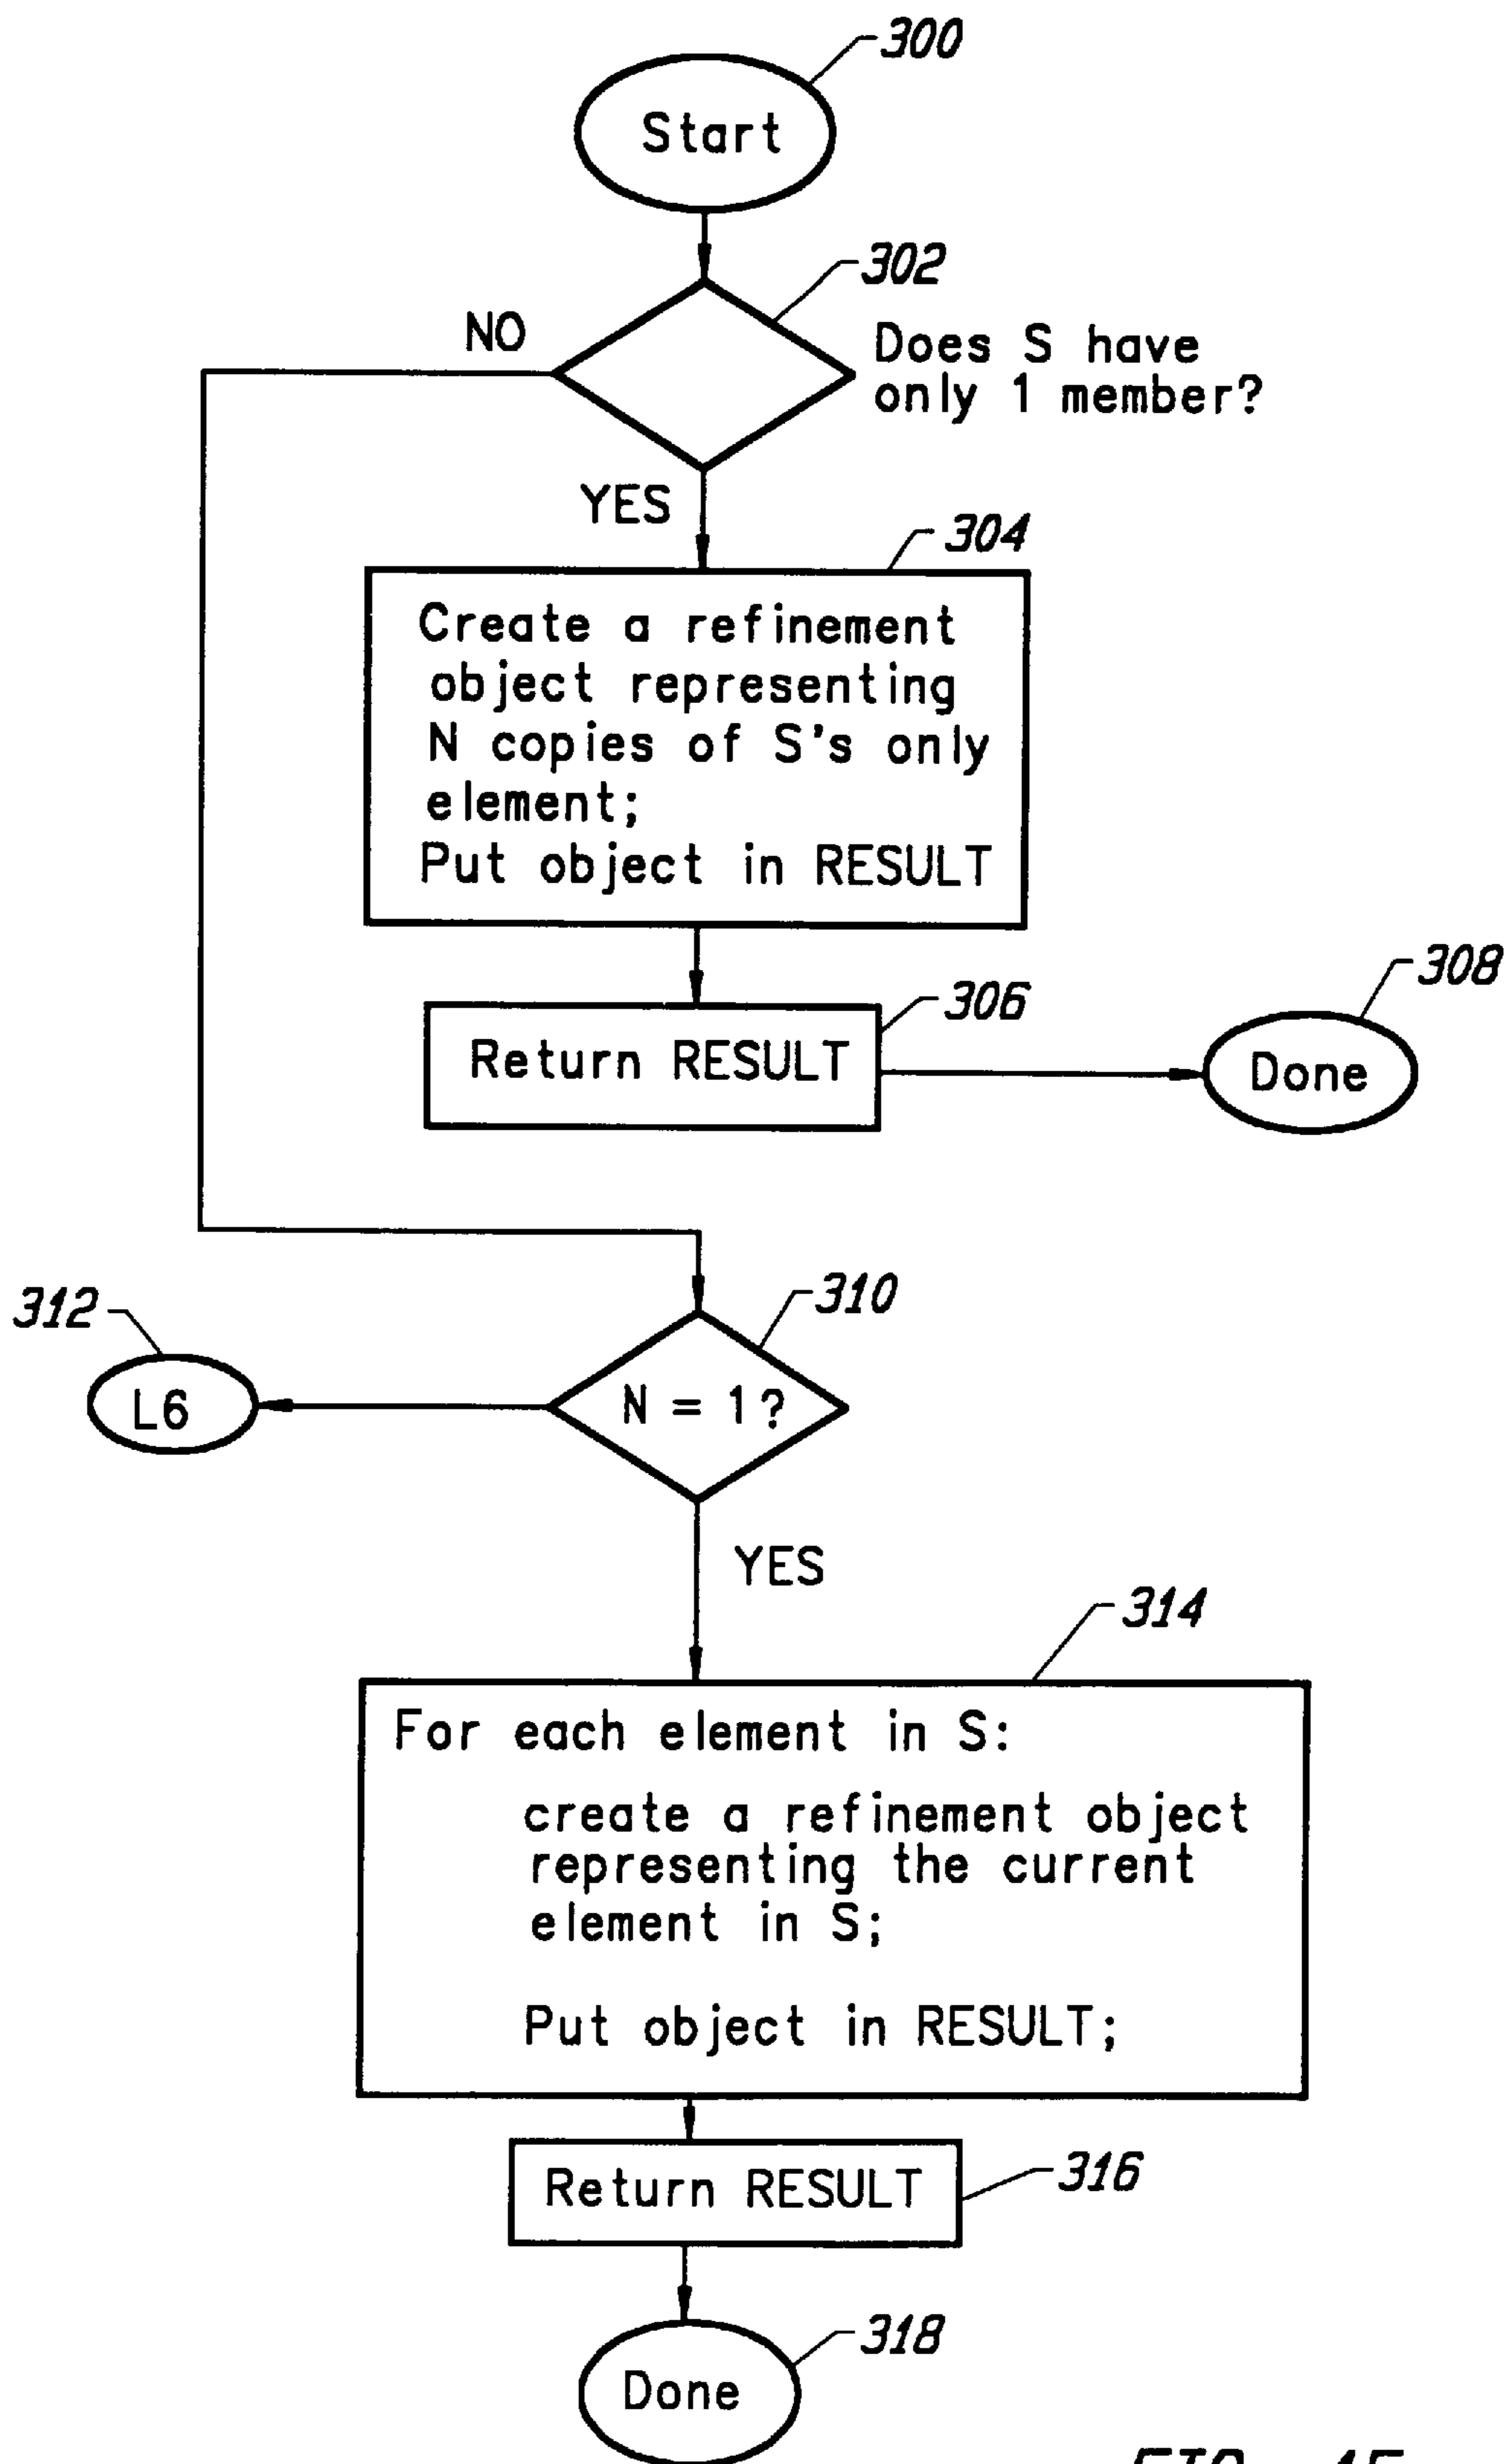 300
Start
302
NO
Does S have
only 1 member?
YES
304
Create a refinement
object representing
N copies of S's only
element;
Put object in RESULT
306
308
Return RESULT
Done
310
312
N = 1?
L6
YES
314
For each element in S:
create a refinement object
representing the current
element in S;
Put object in RESULT;
316
Return RESULT
318
Done